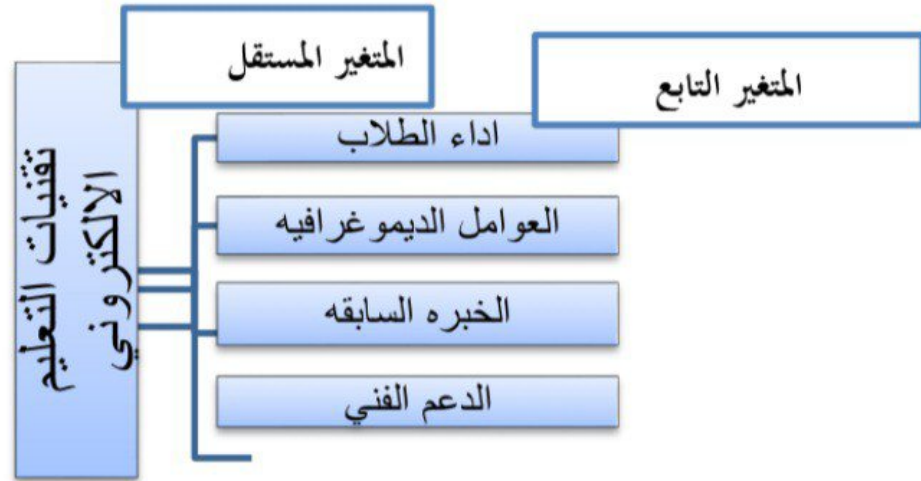 المتغير المستقل
المتغير التابع
تقنيات التعليم
الالكتروني
اداء الطلاب
العوامل الديموغرافيه
الخبره السابقه
الدعم الفني